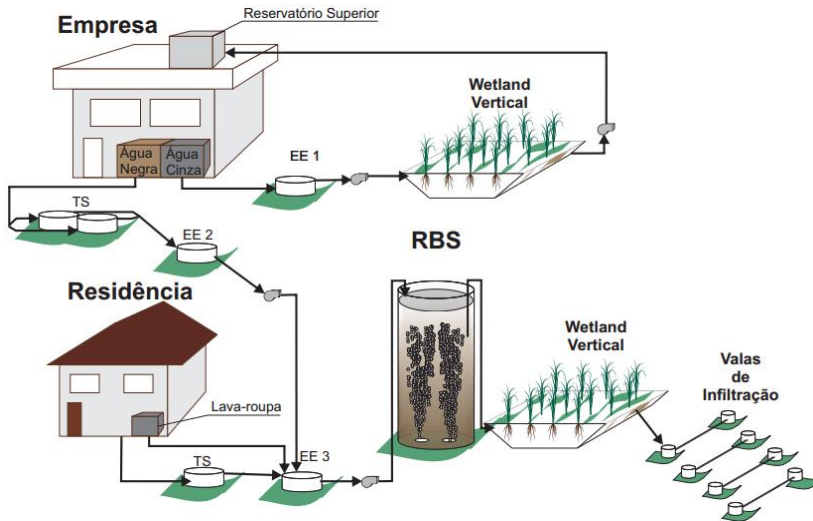 Empresa
Reservatório Superior
Wetland
Vertical
Água
Negra
Água
Cinza
EE 1
TS
EE 2
RBS
Residência
Wetland
Vertical
Valas
de
Infiltração
Lava-roupa
TS
EE 3